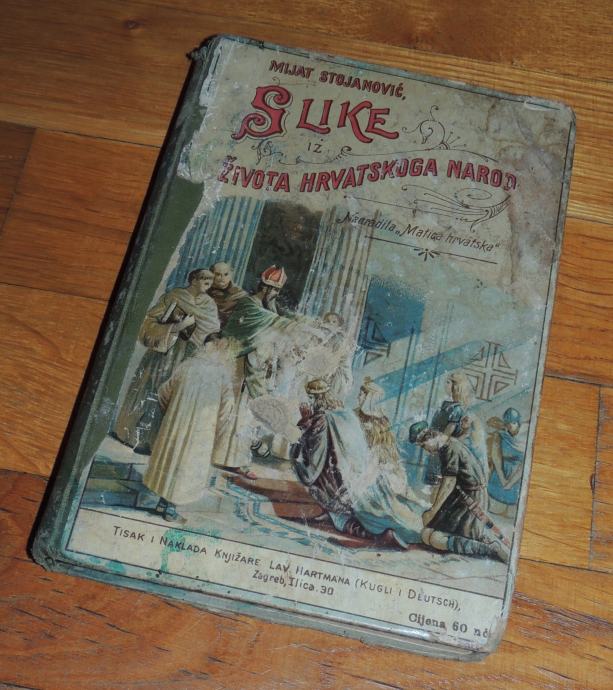 MIJAT STOJANOVIĆ,
SLIKE
IZ
ŽIVOTA HRVATSKOGA NAROD
Nagradila „Matica hrvatska“.
TISAK I NAKLADA KNJIŽARE LAV. HARTMANA (KUGLI I DEUTSCH),
Zagreb, Ilica 30
Cijena 60 nč